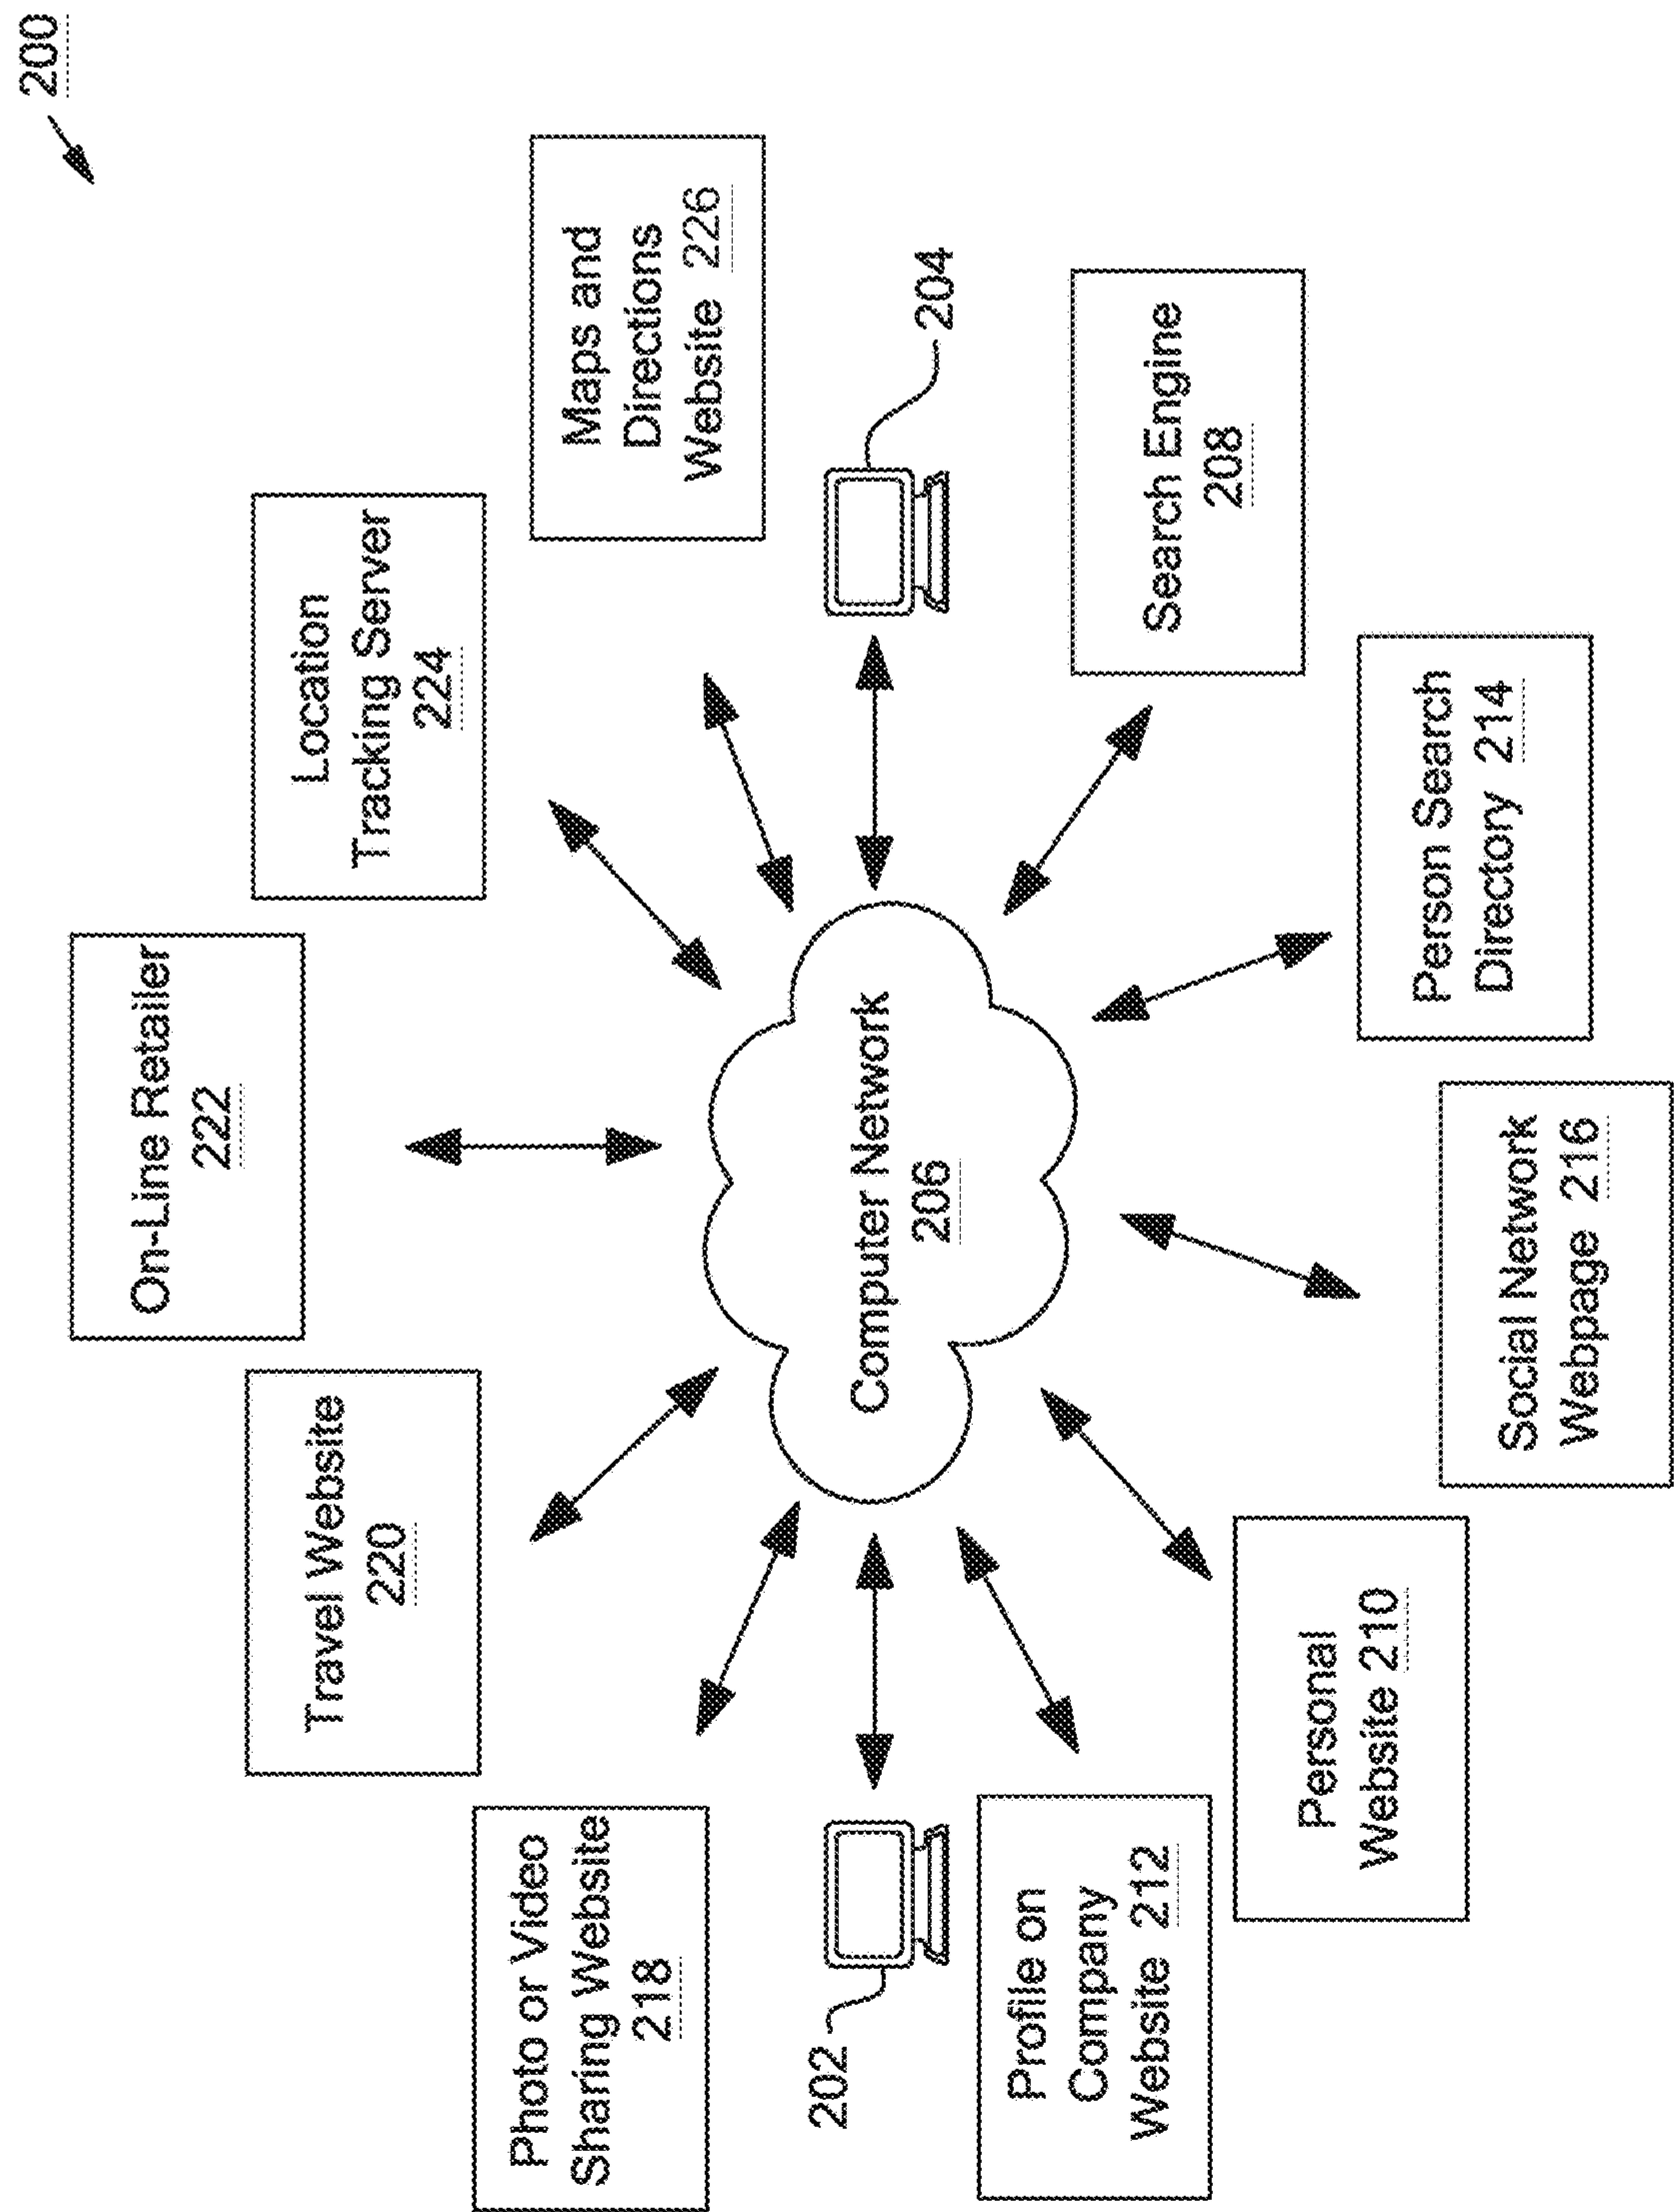 200
On-Line Retailer
222
Travel Website
220
Location
Tracking Server
224
Photo or Video
Sharing Website
218
Maps and
Directions
Website 226
202
Computer Network
206
204
Profile on
Company
Website 212
Search Engine
208
Personal
Website 210
Person Search
Directory 214
Social Network
Webpage 216